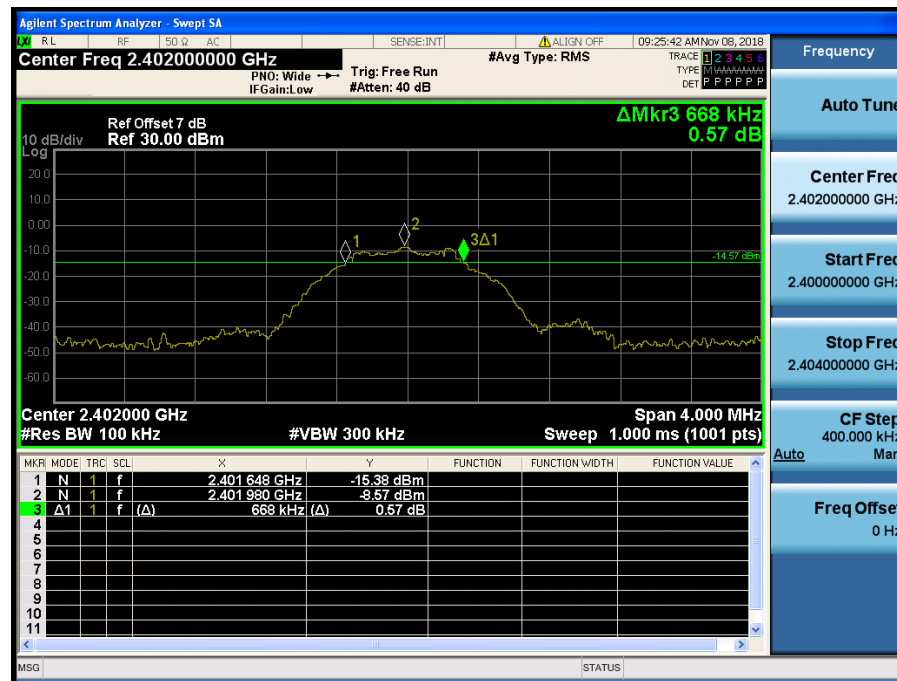 Agilent Spectrum Analyzer - Swept SA
LXI RL RF 50 Ω AC SENSE:INT ALIGN OFF 09:25:42 AM Nov 08, 2018
Center Freq 2.402000000 GHz
#Avg Type: RMS
TRACE 1 2 3 4 5 6
PNO: Wide
Trig: Free Run
TYPE M WWWWW
IFGain:Low
#Atten: 40 dB
DET P P P P P P
ΔMkr3 668 kHz
0.57 dB
Ref Offset 7 dB
10 dB/div Ref 30.00 dBm
Log
20.0
10.0
0.00
-10.0
-20.0
-30.0
-40.0
-50.0
-60.0
1
2
3Δ1
-14.57 dBm
Center 2.402000 GHz Span 4.000 MHz
#Res BW 100 kHz #VBW 300 kHz Sweep 1.000 ms (1001 pts)
MKR MODE TRC SCL X Y FUNCTION FUNCTION WIDTH FUNCTION VALUE
1 N 1 f 2.401 648 GHz -15.38 dBm
2 N 1 f 2.401 980 GHz -8.57 dBm
3 Δ1 1 f (Δ) 668 kHz (Δ) 0.57 dB
4
5
6
7
8
9
10
11
MSG STATUS
Frequency
Auto Tune
Center Freq
2.402000000 GHz
Start Freq
2.400000000 GHz
Stop Freq
2.404000000 GHz
CF Step
400.000 kHz
Auto Man
Freq Offset
0 Hz